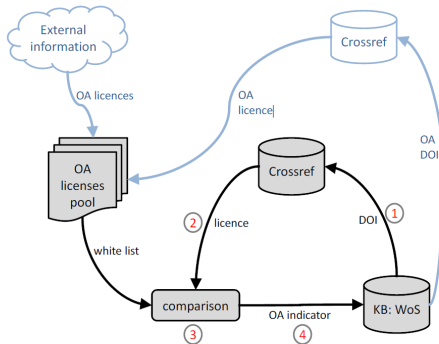 External
information
Crossref
OA licences
OA
licence
OA
DOI
OA
licenses
pool
Crossref
1
2
licence
DOI
white list
comparison
OA indicator
KB: WoS
3
4